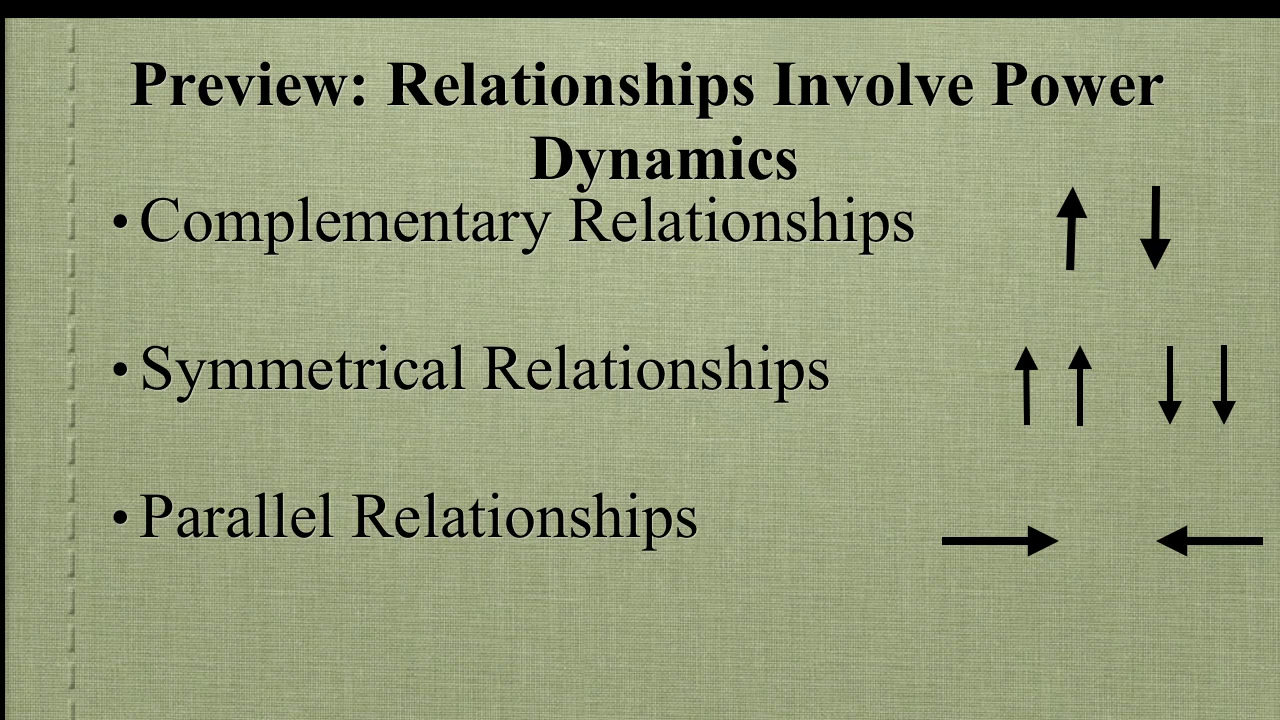 Preview: Relationships Involve Power
Dynamics
• Complementary Relationships
• Symmetrical Relationships
• Parallel Relationships